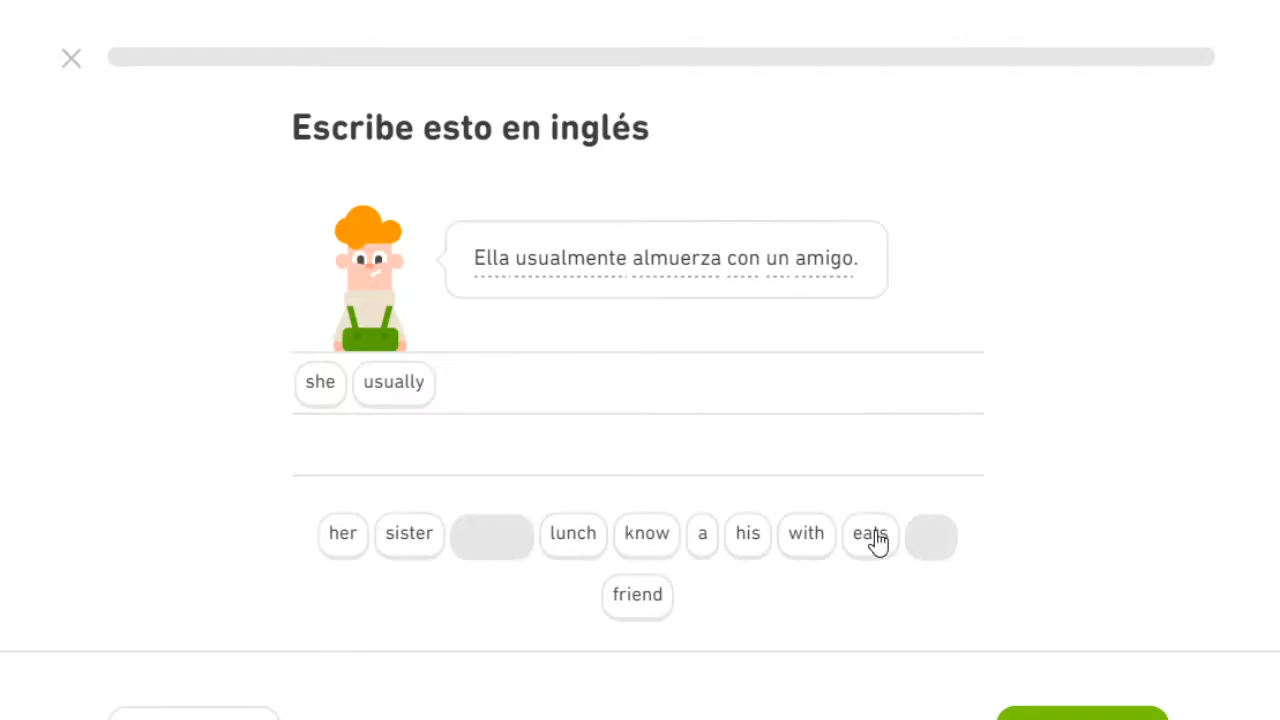 Escribe esto en inglés
Ella usualmente almuerza con un amigo.
she usually
her sister lunch know a his with eats
friend